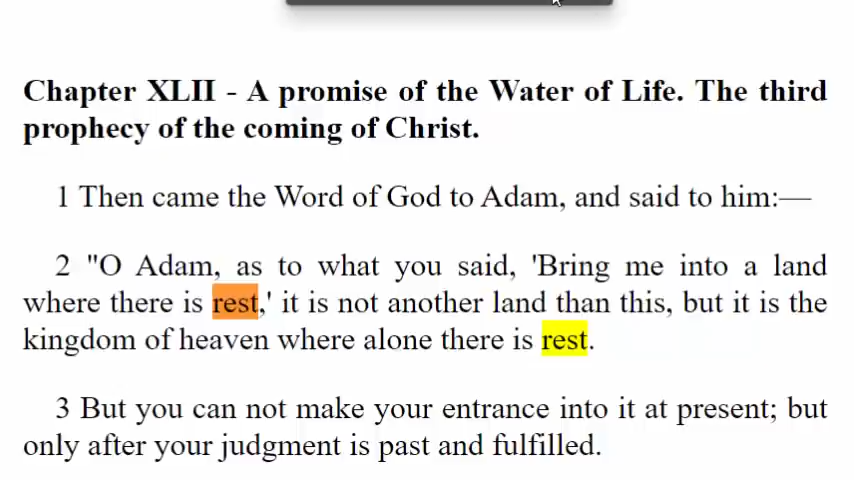 Chapter XLII - A promise of the Water of Life. The third
prophecy of the coming of Christ.
1 Then came the Word of God to Adam, and said to him:—
2 "O Adam, as to what you said, 'Bring me into a land
where there is rest,' it is not another land than this, but it is the
kingdom of heaven where alone there is rest.
3 But you can not make your entrance into it at present; but
only after your judgment is past and fulfilled.